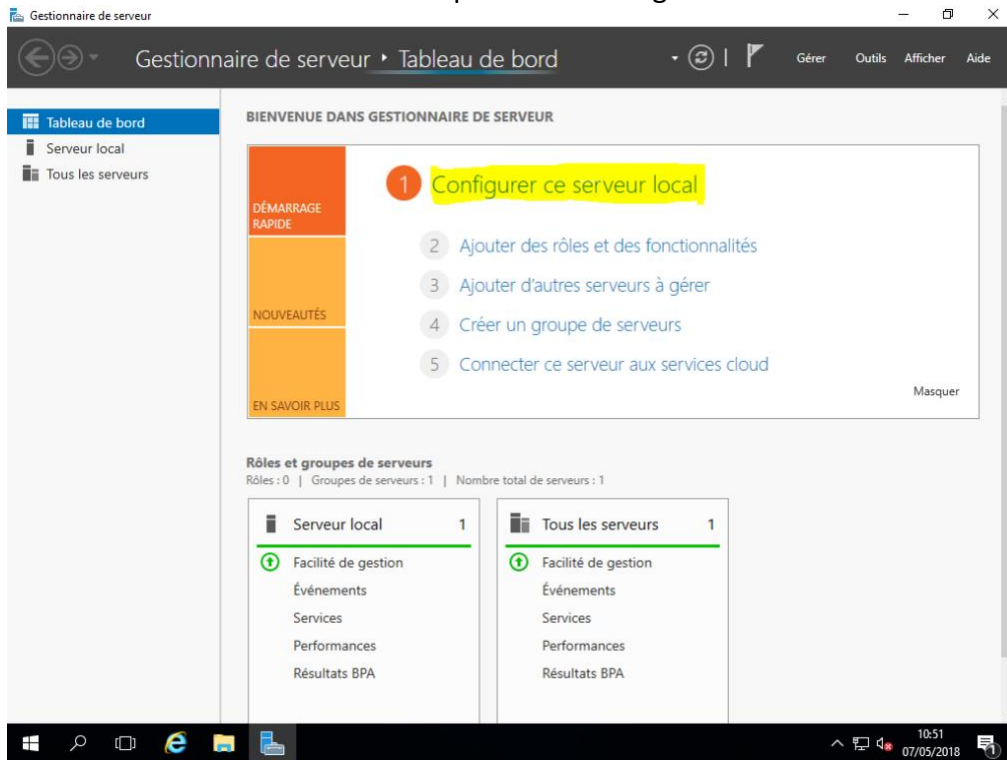 Gestionnaire de serveur
Gestionnaire de serveur ‣ Tableau de bord
Gérer Outils Afficher Aide
Tableau de bord
Serveur local
Tous les serveurs
BIENVENUE DANS GESTIONNAIRE DE SERVEUR
DÉMARRAGE
RAPIDE
NOUVEAUTÉS
EN SAVOIR PLUS
1 Configurer ce serveur local
2 Ajouter des rôles et des fonctionnalités
3 Ajouter d'autres serveurs à gérer
4 Créer un groupe de serveurs
5 Connecter ce serveur aux services cloud
Masquer
Rôles et groupes de serveurs
Rôles : 0 | Groupes de serveurs : 1 | Nombre total de serveurs : 1
Serveur local 1
Facilité de gestion
Événements
Services
Performances
Résultats BPA
Tous les serveurs 1
Facilité de gestion
Événements
Services
Performances
Résultats BPA
10:51
07/05/2018
1